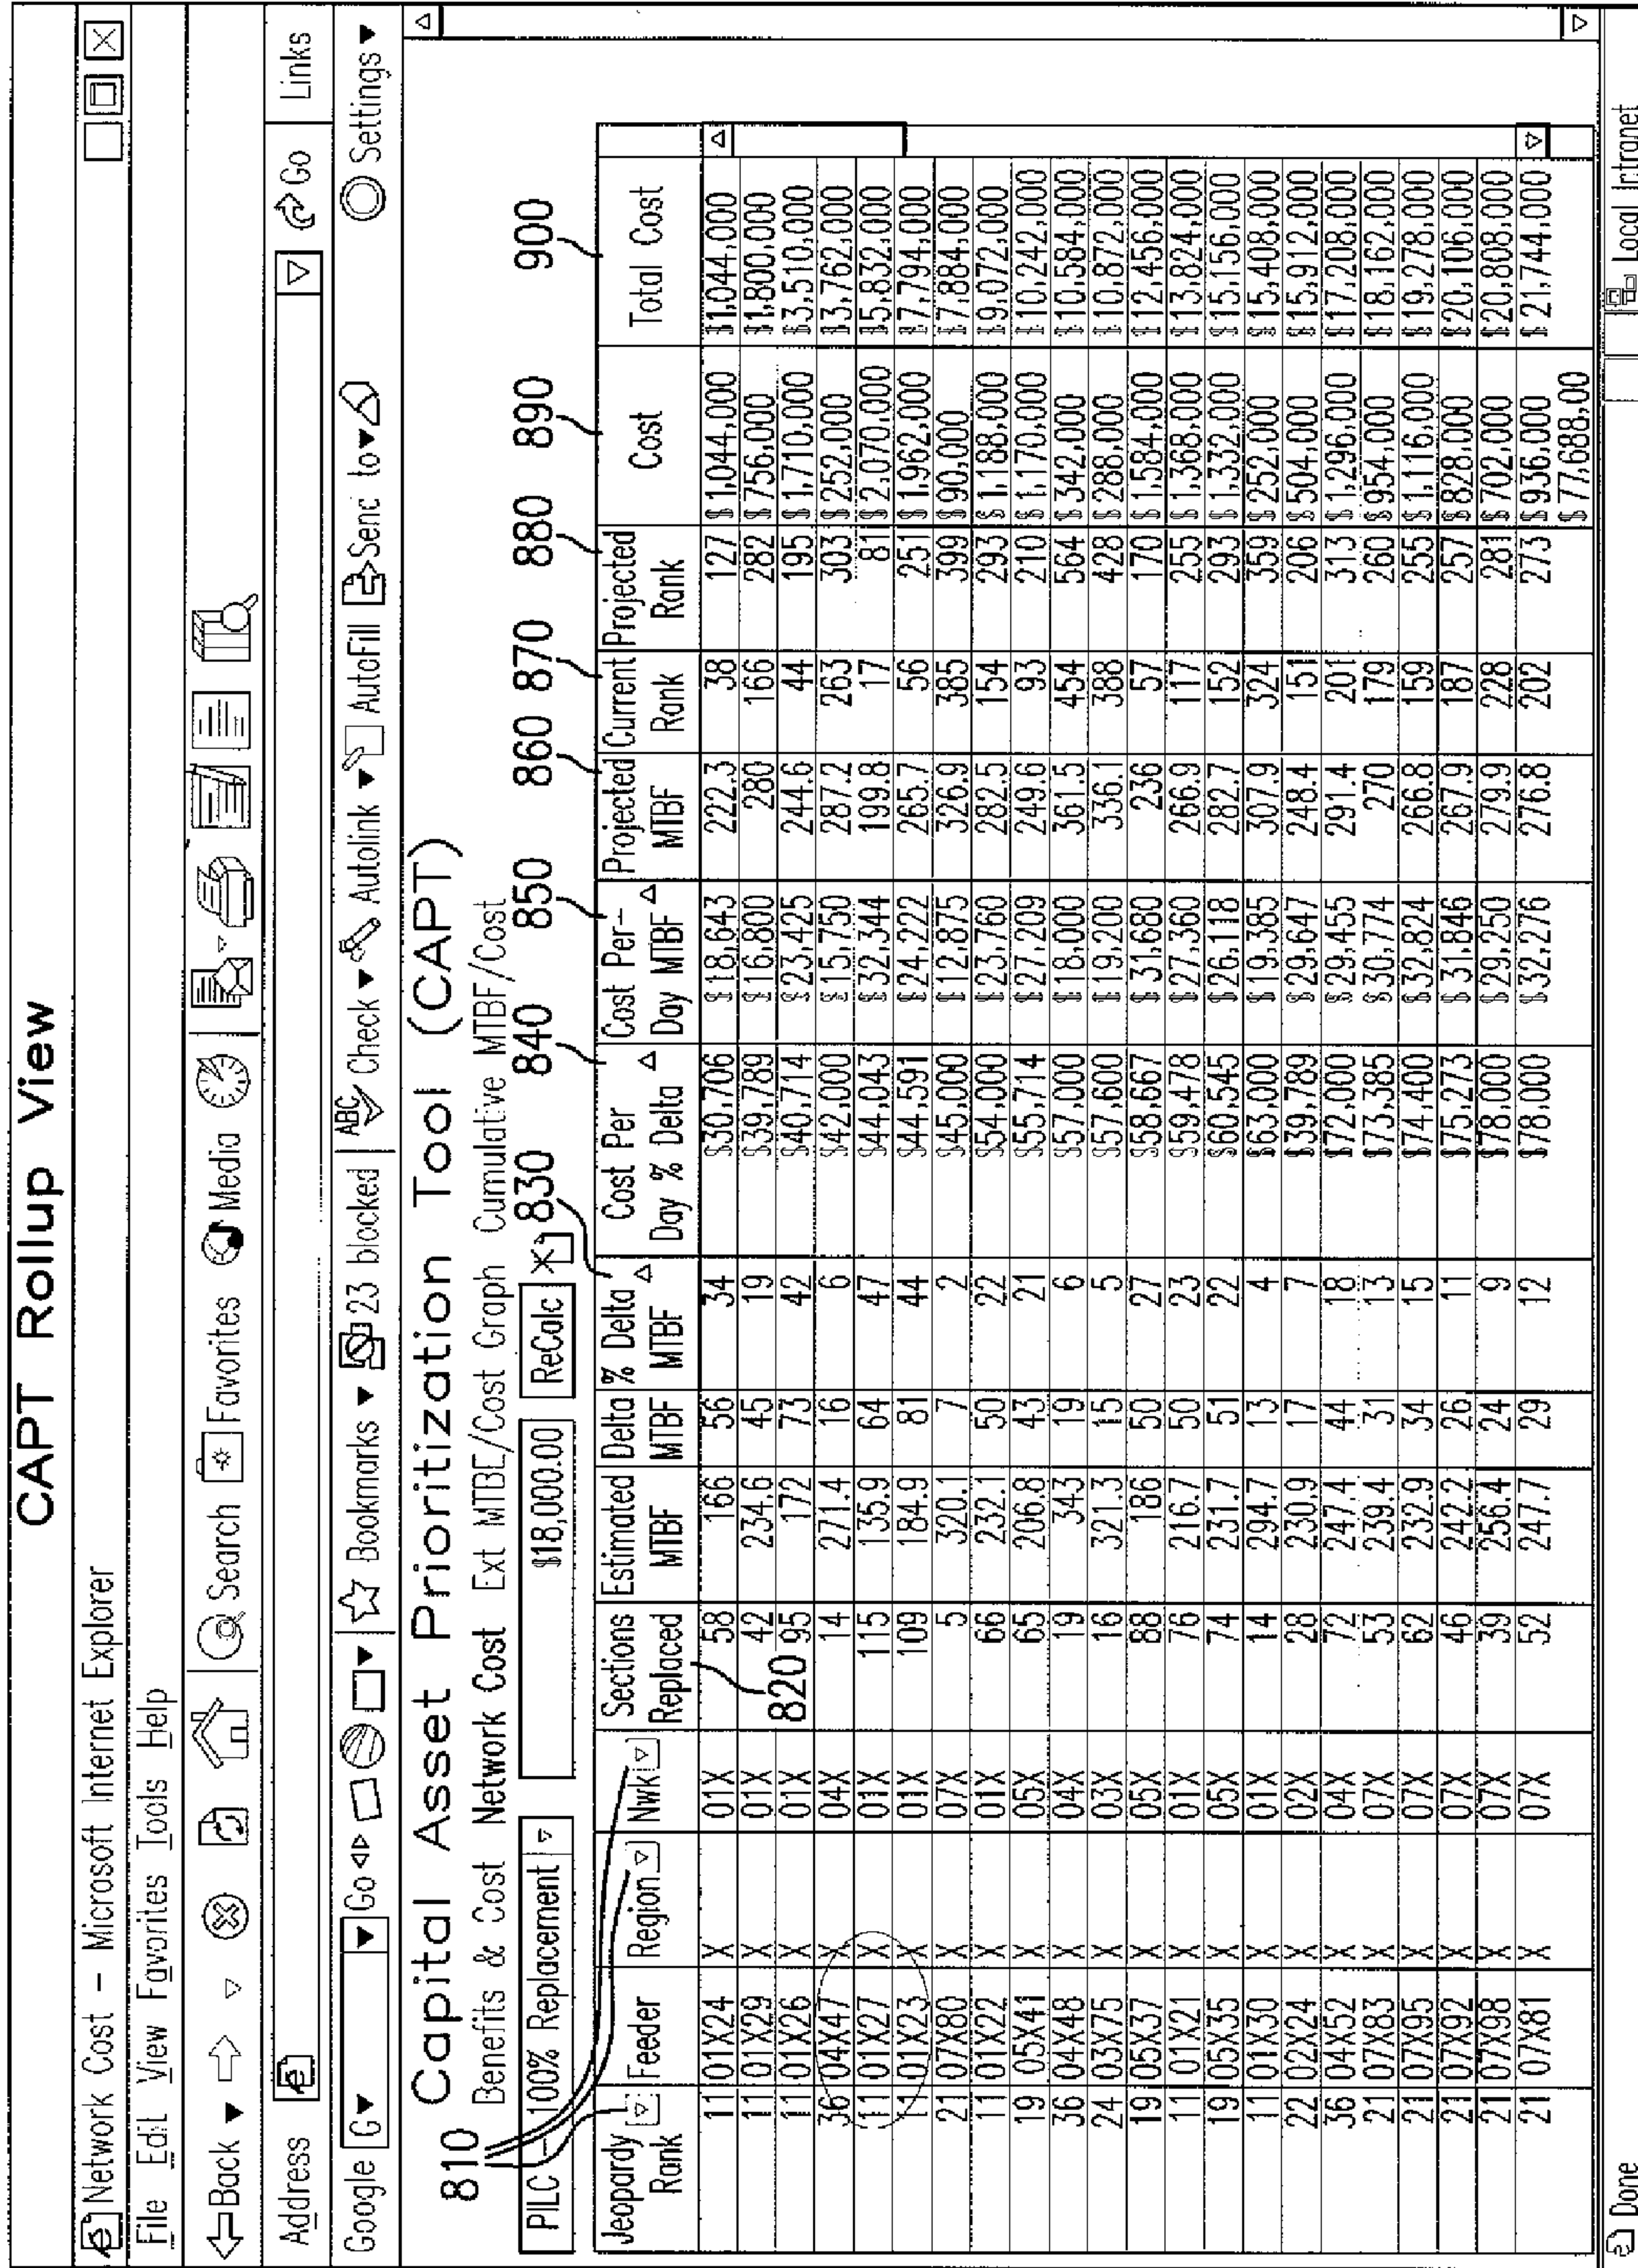 CAPT Rollup View
Network Cost - Microsoft Internet Explorer
File Edit View Favorites Tools Help
Back Search Favorites Media
Address Go Links
Google G Go Bookmarks 23 blocked ABC Check Autolink AutoFill Send to Settings
Capital Asset Prioritization Tool (CAPT)
810 Benefits & Cost Network Cost Ext MTBE/Cost Graph Cumulative MTBF/Cost
PILC - 100% Replacement $18,000.00 ReCalc 830 840 850 860 870 880 890 900
Jeopardy Rank Feeder Region Nwk Sections Replaced Estimated MTBF Delta MTBF % Delta MTBF Cost Per Day % Delta Cost Per- Day MTBF Projected MTBF Current Rank Projected Rank Cost Total Cost
820
11 01X24 X 01X 58 166 56 34 $30,706 $18,643 222.3 38 127 $1,044,000 $1,044,000
11 01X29 X 01X 42 234.6 45 19 $39,789 $16,800 280 166 282 $756,000 $1,800,000
11 01X26 X 01X 95 172 73 42 $40,714 $23,425 244.6 44 195 $1,710,000 $3,510,000
36 04X47 X 04X 14 271.4 16 6 $42,000 $15,750 287.2 263 303 $252,000 $3,762,000
11 01X27 X 01X 115 135.9 64 47 $44,043 $32,344 199.8 17 81 $2,070,000 $5,832,000
11 01X23 X 01X 109 184.9 81 44 $44,591 $24,222 265.7 56 251 $1,962,000 $7,794,000
21 07X80 X 07X 5 320.1 7 2 $45,000 $12,875 326.9 385 399 $90,000 $7,884,000
11 01X22 X 01X 66 232.1 50 22 $54,000 $23,760 282.5 154 293 $1,188,000 $9,072,000
19 05X41 X 05X 65 206.8 43 21 $55,714 $27,209 249.6 93 210 $1,170,000 $10,242,000
36 04X48 X 04X 19 343 19 6 $57,000 $18,000 361.5 454 564 $342,000 $10,584,000
24 03X75 X 03X 16 321.3 15 5 $57,600 $19,200 336.1 388 428 $288,000 $10,872,000
19 05X37 X 05X 88 186 50 27 $58,667 $31,680 236 57 170 $1,584,000 $12,456,000
11 01X21 X 01X 76 216.7 50 23 $59,478 $27,360 266.9 117 255 $1,368,000 $13,824,000
19 05X35 X 05X 74 231.7 51 22 $60,545 $26,118 282.7 152 293 $1,332,000 $15,156,000
11 01X30 X 01X 14 294.7 13 4 $63,000 $19,385 307.9 324 359 $252,000 $15,408,000
22 02X24 X 02X 28 230.9 17 7 $39,789 $29,647 248.4 151 206 $504,000 $15,912,000
36 04X52 X 04X 72 247.4 44 18 $72,000 $29,455 291.4 201 313 $1,296,000 $17,208,000
21 07X83 X 07X 53 239.4 31 13 $73,385 $30,774 270 179 260 $954,000 $18,162,000
21 07X95 X 07X 62 232.9 34 15 $74,400 $32,824 266.8 159 255 $1,116,000 $19,278,000
21 07X92 X 07X 46 242.2 26 11 $75,273 $31,846 267.9 187 257 $828,000 $20,106,000
21 07X98 X 07X 39 256.4 24 9 $78,000 $29,250 279.9 228 281 $702,000 $20,808,000
21 07X81 X 07X 52 247.7 29 12 $78,000 $32,276 276.8 202 273 $936,000 $21,744,000
$77,688,00
Done Local Intranet